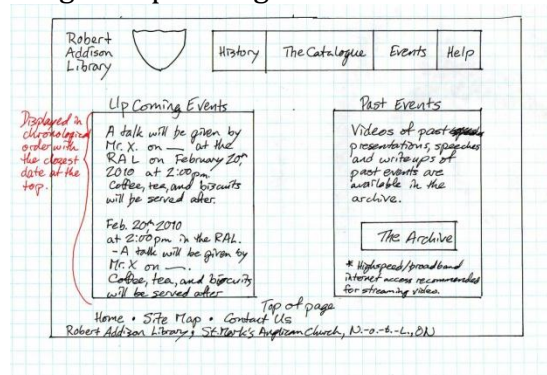 Robert
Addison
Library
History The Catalogue Events Help
Up Coming Events
A talk will be given by
Mr. X. on —, at the
RAL on February 20th,
2010 at 2:00pm
Coffee, tea, and biscuits
will be served after.
Feb. 20th 2010
at 2:00pm in the RAL.
- A talk will be given by
Mr. X on —.
Coffee, tea, and biscuits
will be served after
Displayed in
chronological
order with
the closest
date at the
top.
Past Events
Videos of past
presentations, speeches
and writeups of
past events are
available in the
archive.
The Archive
* Highspeed/broadband
internet access recommended
for streaming video.
Top of page
Home • Site Map • Contact Us
Robert Addison Library, St. Mark's Anglican Church, N.-o.-t.-L., ON